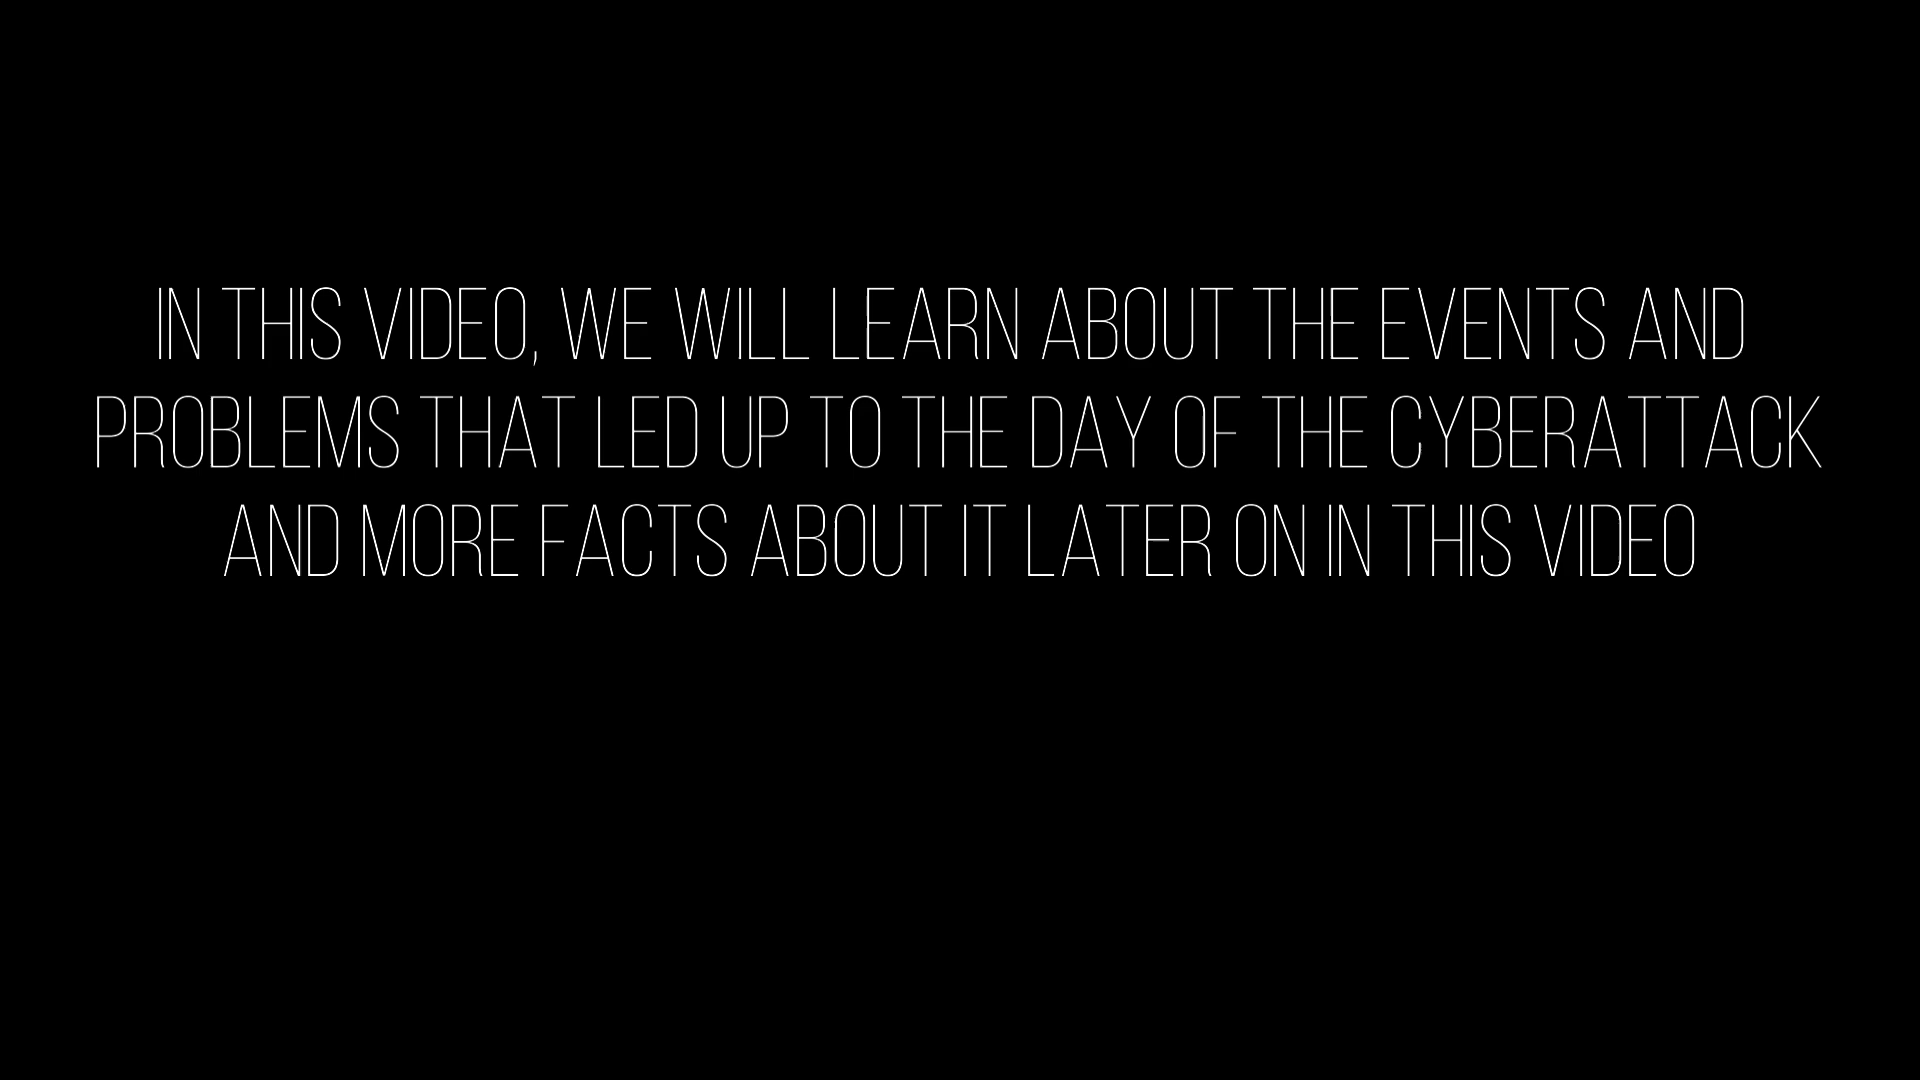 IN THIS VIDEO, WE WILL LEARN ABOUT THE EVENTS AND
PROBLEMS THAT LED UP TO THE DAY OF THE CYBERATTACK
AND MORE FACTS ABOUT IT LATER ON IN THIS VIDEO